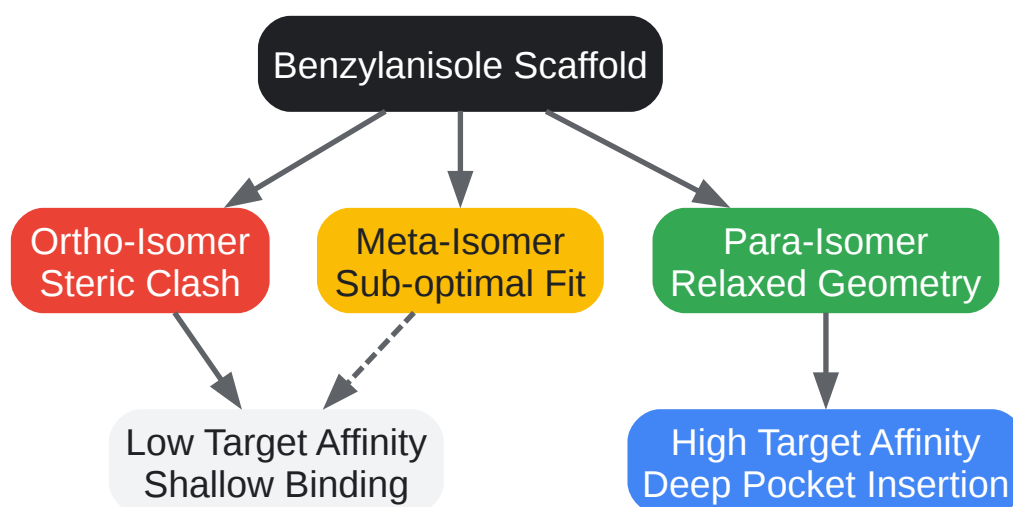 Benzylanisole Scaffold
Ortho-Isomer
Steric Clash
Meta-Isomer
Sub-optimal Fit
Para-Isomer
Relaxed Geometry
Low Target Affinity
Shallow Binding
High Target Affinity
Deep Pocket Insertion